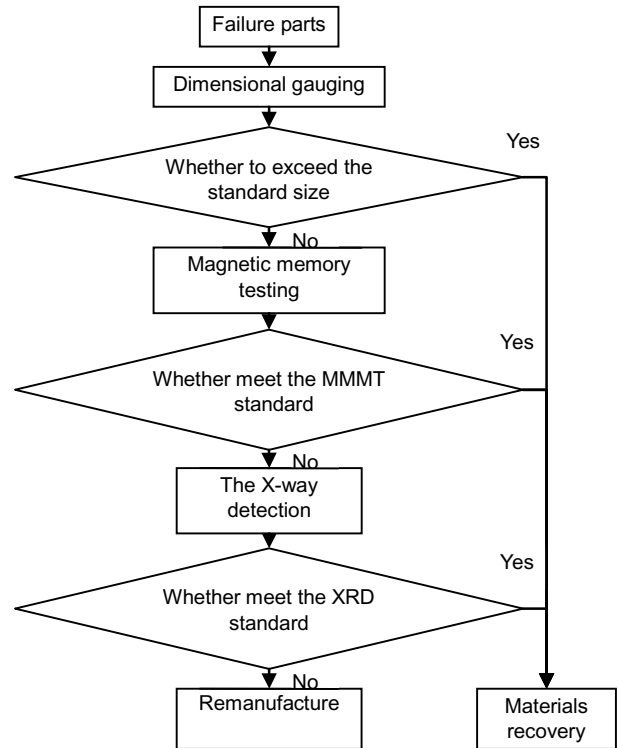 Failure parts
Dimensional gauging
Yes
Whether to exceed the
standard size
No
Magnetic memory
testing
Yes
Whether meet the MMMT
standard
No
The X-way
detection
Yes
Whether meet the XRD
standard
No
Remanufacture
Materials
recovery